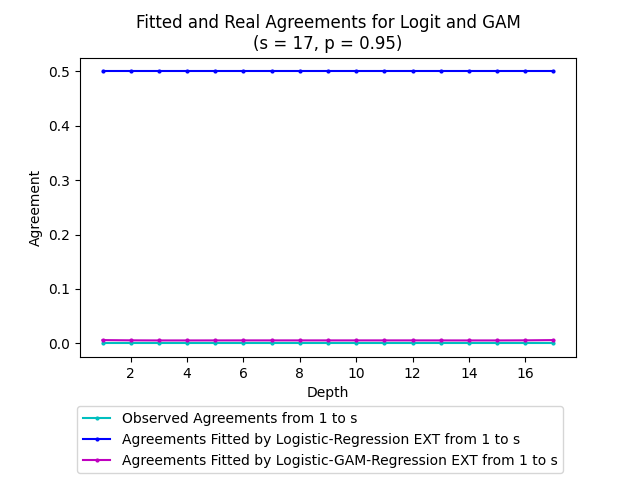 Fitted and Real Agreements for Logit and GAM
(s = 17, p = 0.95)
0.5
0.4
0.3
0.2
0.1
0.0
Agreement
2 4 6 8 10 12 14 16
Depth
Observed Agreements from 1 to s
Agreements Fitted by Logistic-Regression EXT from 1 to s
Agreements Fitted by Logistic-GAM-Regression EXT from 1 to s